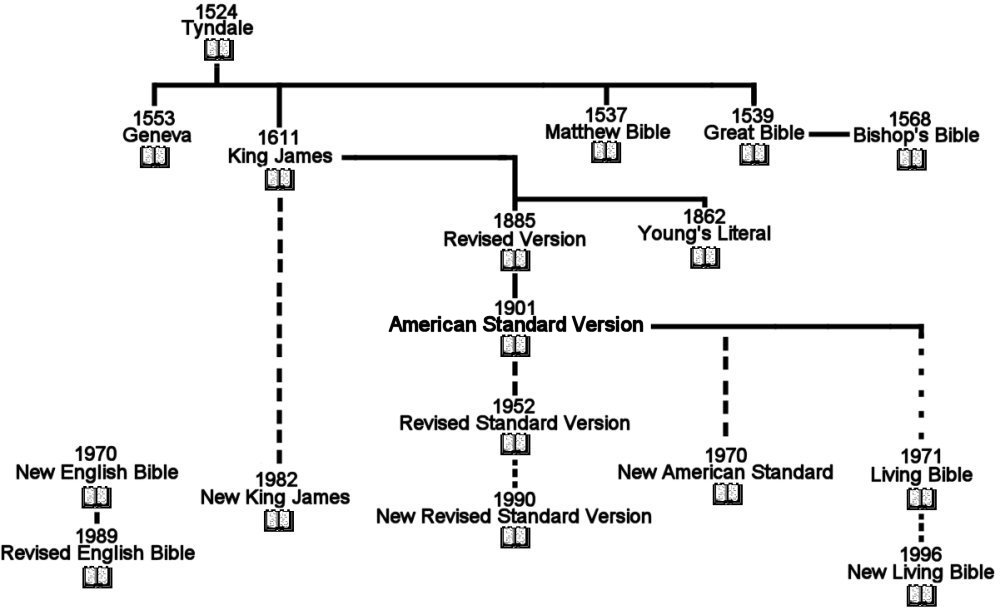 1524
Tyndale
1553
Geneva
1611
King James
1537
Matthew Bible
1539
Great Bible
1568
Bishop's Bible
1885
Revised Version
1862
Young's Literal
1901
American Standard Version
1952
Revised Standard Version
1970
New English Bible
1982
New King James
1990
New Revised Standard Version
1970
New American Standard
1971
Living Bible
1989
Revised English Bible
1996
New Living Bible